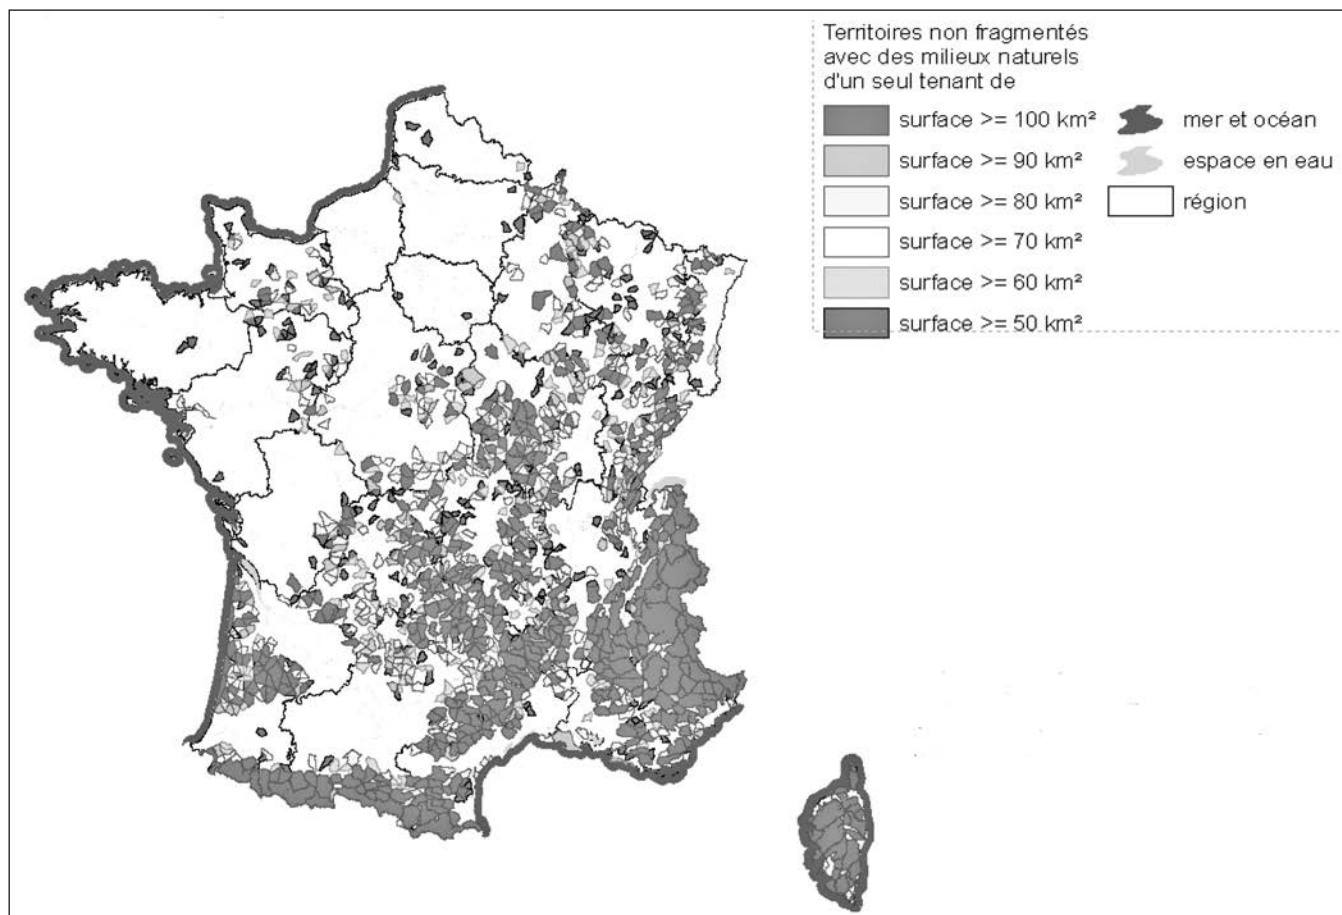 Territoires non fragmentés
avec des milieux naturels
d'un seul tenant de
surface >= 100 km²
surface >= 90 km²
surface >= 80 km²
surface >= 70 km²
surface >= 60 km²
surface >= 50 km²
mer et océan
espace en eau
région